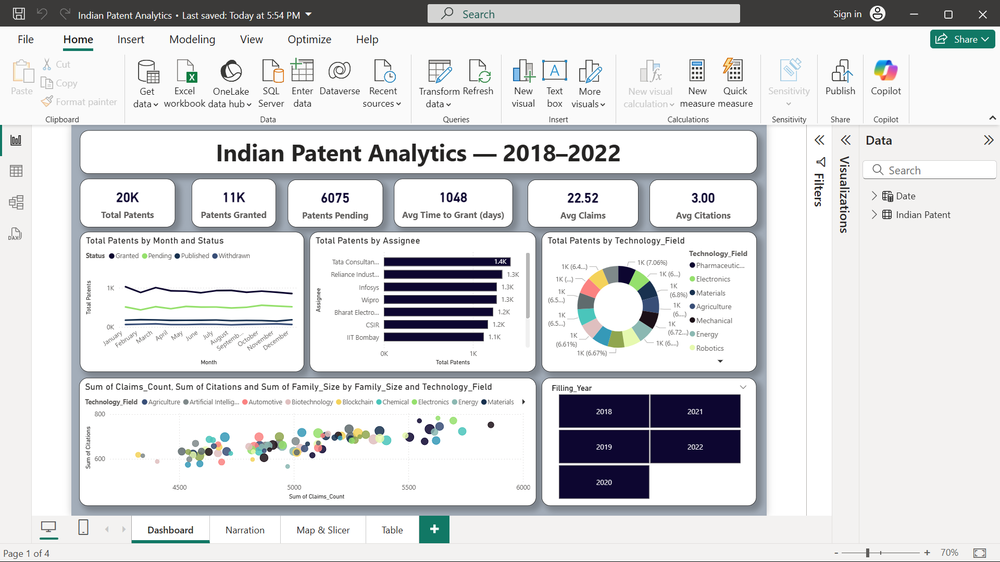 Indian Patent Analytics • Last saved: Today at 5:54 PM
Search
Sign in
File Home Insert Modeling View Optimize Help
Share
Paste
Cut
Copy
Format painter
Clipboard
Get data
Excel workbook
OneLake data hub
SQL Server
Enter data
Dataverse
Recent sources
Data
Transform data
Refresh
Queries
New visual
Text box
More visuals
Insert
New visual calculation
New measure
Quick measure
Calculations
Sensitivity
Sensitivity
Publish
Share
Copilot
Copilot
DAX
Indian Patent Analytics — 2018–2022
20K
Total Patents
11K
Patents Granted
6075
Patents Pending
1048
Avg Time to Grant (days)
22.52
Avg Claims
3.00
Avg Citations
Total Patents by Month and Status
Status Granted Pending Published Withdrawn
Total Patents
1K
0K
January
February
March
April
May
June
July
August
Septemb...
October
November
December
Month
Total Patents by Assignee
Assignee
Tata Consultan... 1.4K
Reliance Indust... 1.3K
Infosys 1.3K
Wipro 1.3K
Bharat Electro... 1.2K
CSIR 1.2K
IIT Bombay 1.1K
0K 1K
Total Patents
Total Patents by Technology_Field
1K (7.06%)
1K (6...)
1K (6.8%)
1K (6....)
1K (6.72...)
1K (6....)
1K (6.67%)
1K (6.61%)
1K (6.5...)
1K (6.5...)
1K (...)
1K (6.4...)
Technology_Field
Pharmaceutic...
Electronics
Materials
Agriculture
Mechanical
Energy
Robotics
Sum of Claims_Count, Sum of Citations and Sum of Family_Size by Family_Size and Technology_Field
Technology_Field Agriculture Artificial Intellig... Automotive Biotechnology Blockchain Chemical Electronics Energy Materials
Sum of Citations
800
600
4500 5000 5500 6000
Sum of Claims_Count
Filling_Year
2018 2021
2019 2022
2020
Filters
Visualizations
Data
Search
Date
Indian Patent
Dashboard Narration Map & Slicer Table +
Page 1 of 4
- + 70%